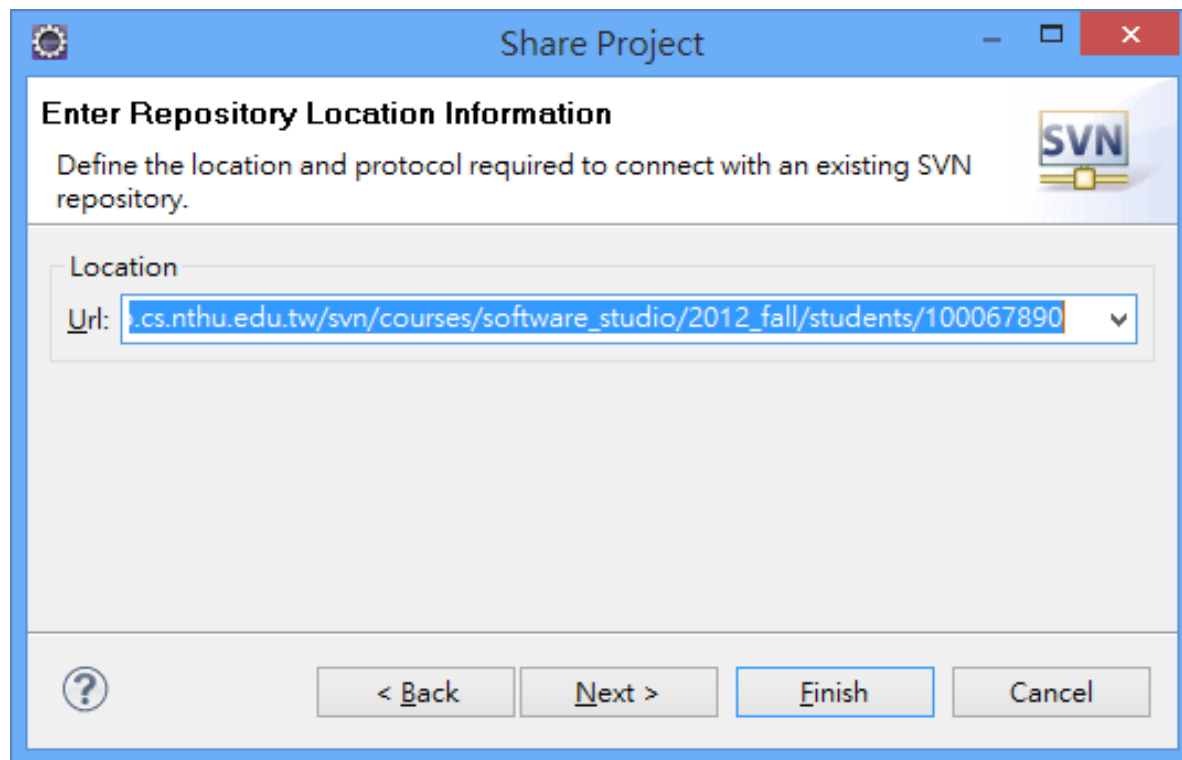 Share Project
Enter Repository Location Information
Define the location and protocol required to connect with an existing SVN
repository.
SVN
Location
Url: .cs.nthu.edu.tw/svn/courses/software_studio/2012_fall/students/100067890
?
< Back Next > Finish Cancel